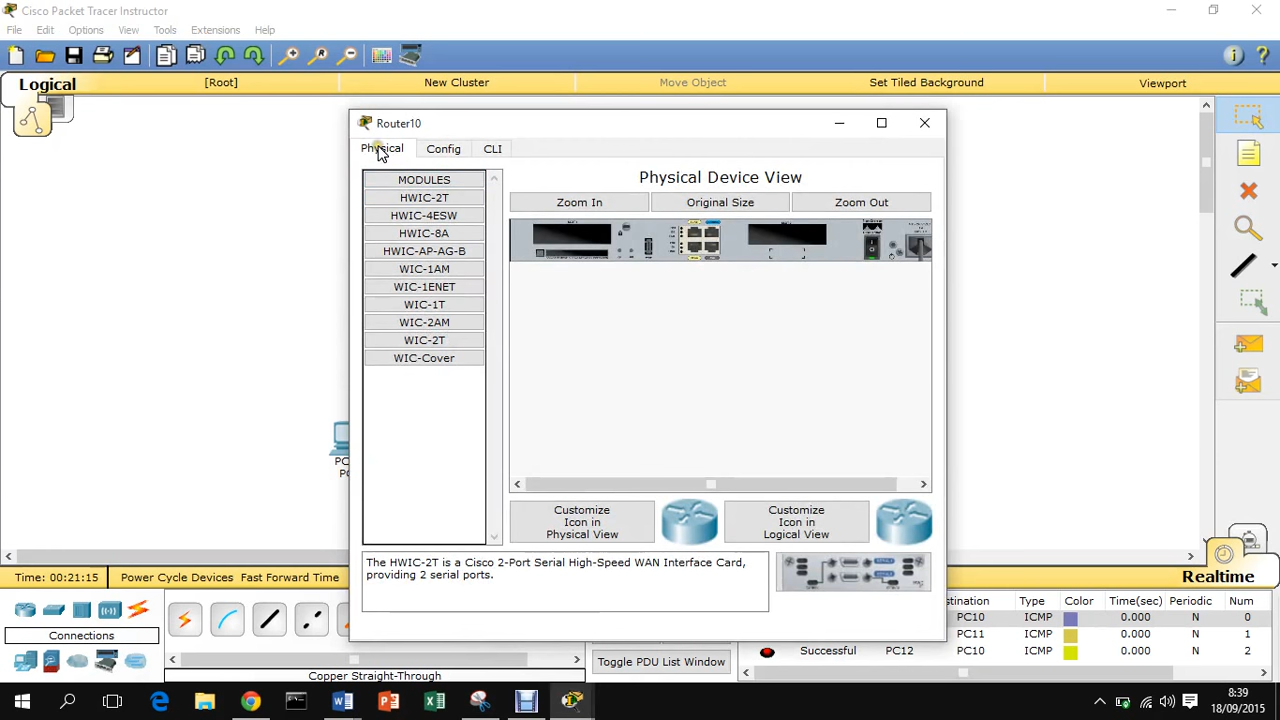 Cisco Packet Tracer Instructor
File Edit Options View Tools Extensions Help
Logical [Root] New Cluster Move Object Set Tiled Background Viewport
Router10
Physical Config CLI
MODULES
HWIC-2T
HWIC-4ESW
HWIC-8A
HWIC-AP-AG-B
WIC-1AM
WIC-1ENET
WIC-1T
WIC-2AM
WIC-2T
WIC-Cover
Physical Device View
Zoom In Original Size Zoom Out
Customize
Icon in
Physical View
Customize
Icon in
Logical View
The HWIC-2T is a Cisco 2-Port Serial High-Speed WAN Interface Card,
providing 2 serial ports.
PC
PC
Time: 00:21:15 Power Cycle Devices Fast Forward Time
Realtime
Connections
Copper Straight-Through
Toggle PDU List Window
stination Type Color Time(sec) Periodic Num
PC10 ICMP 0.000 N 0
PC11 ICMP 0.000 N 1
Successful PC12 PC10 ICMP 0.000 N 2
8:39
18/09/2015